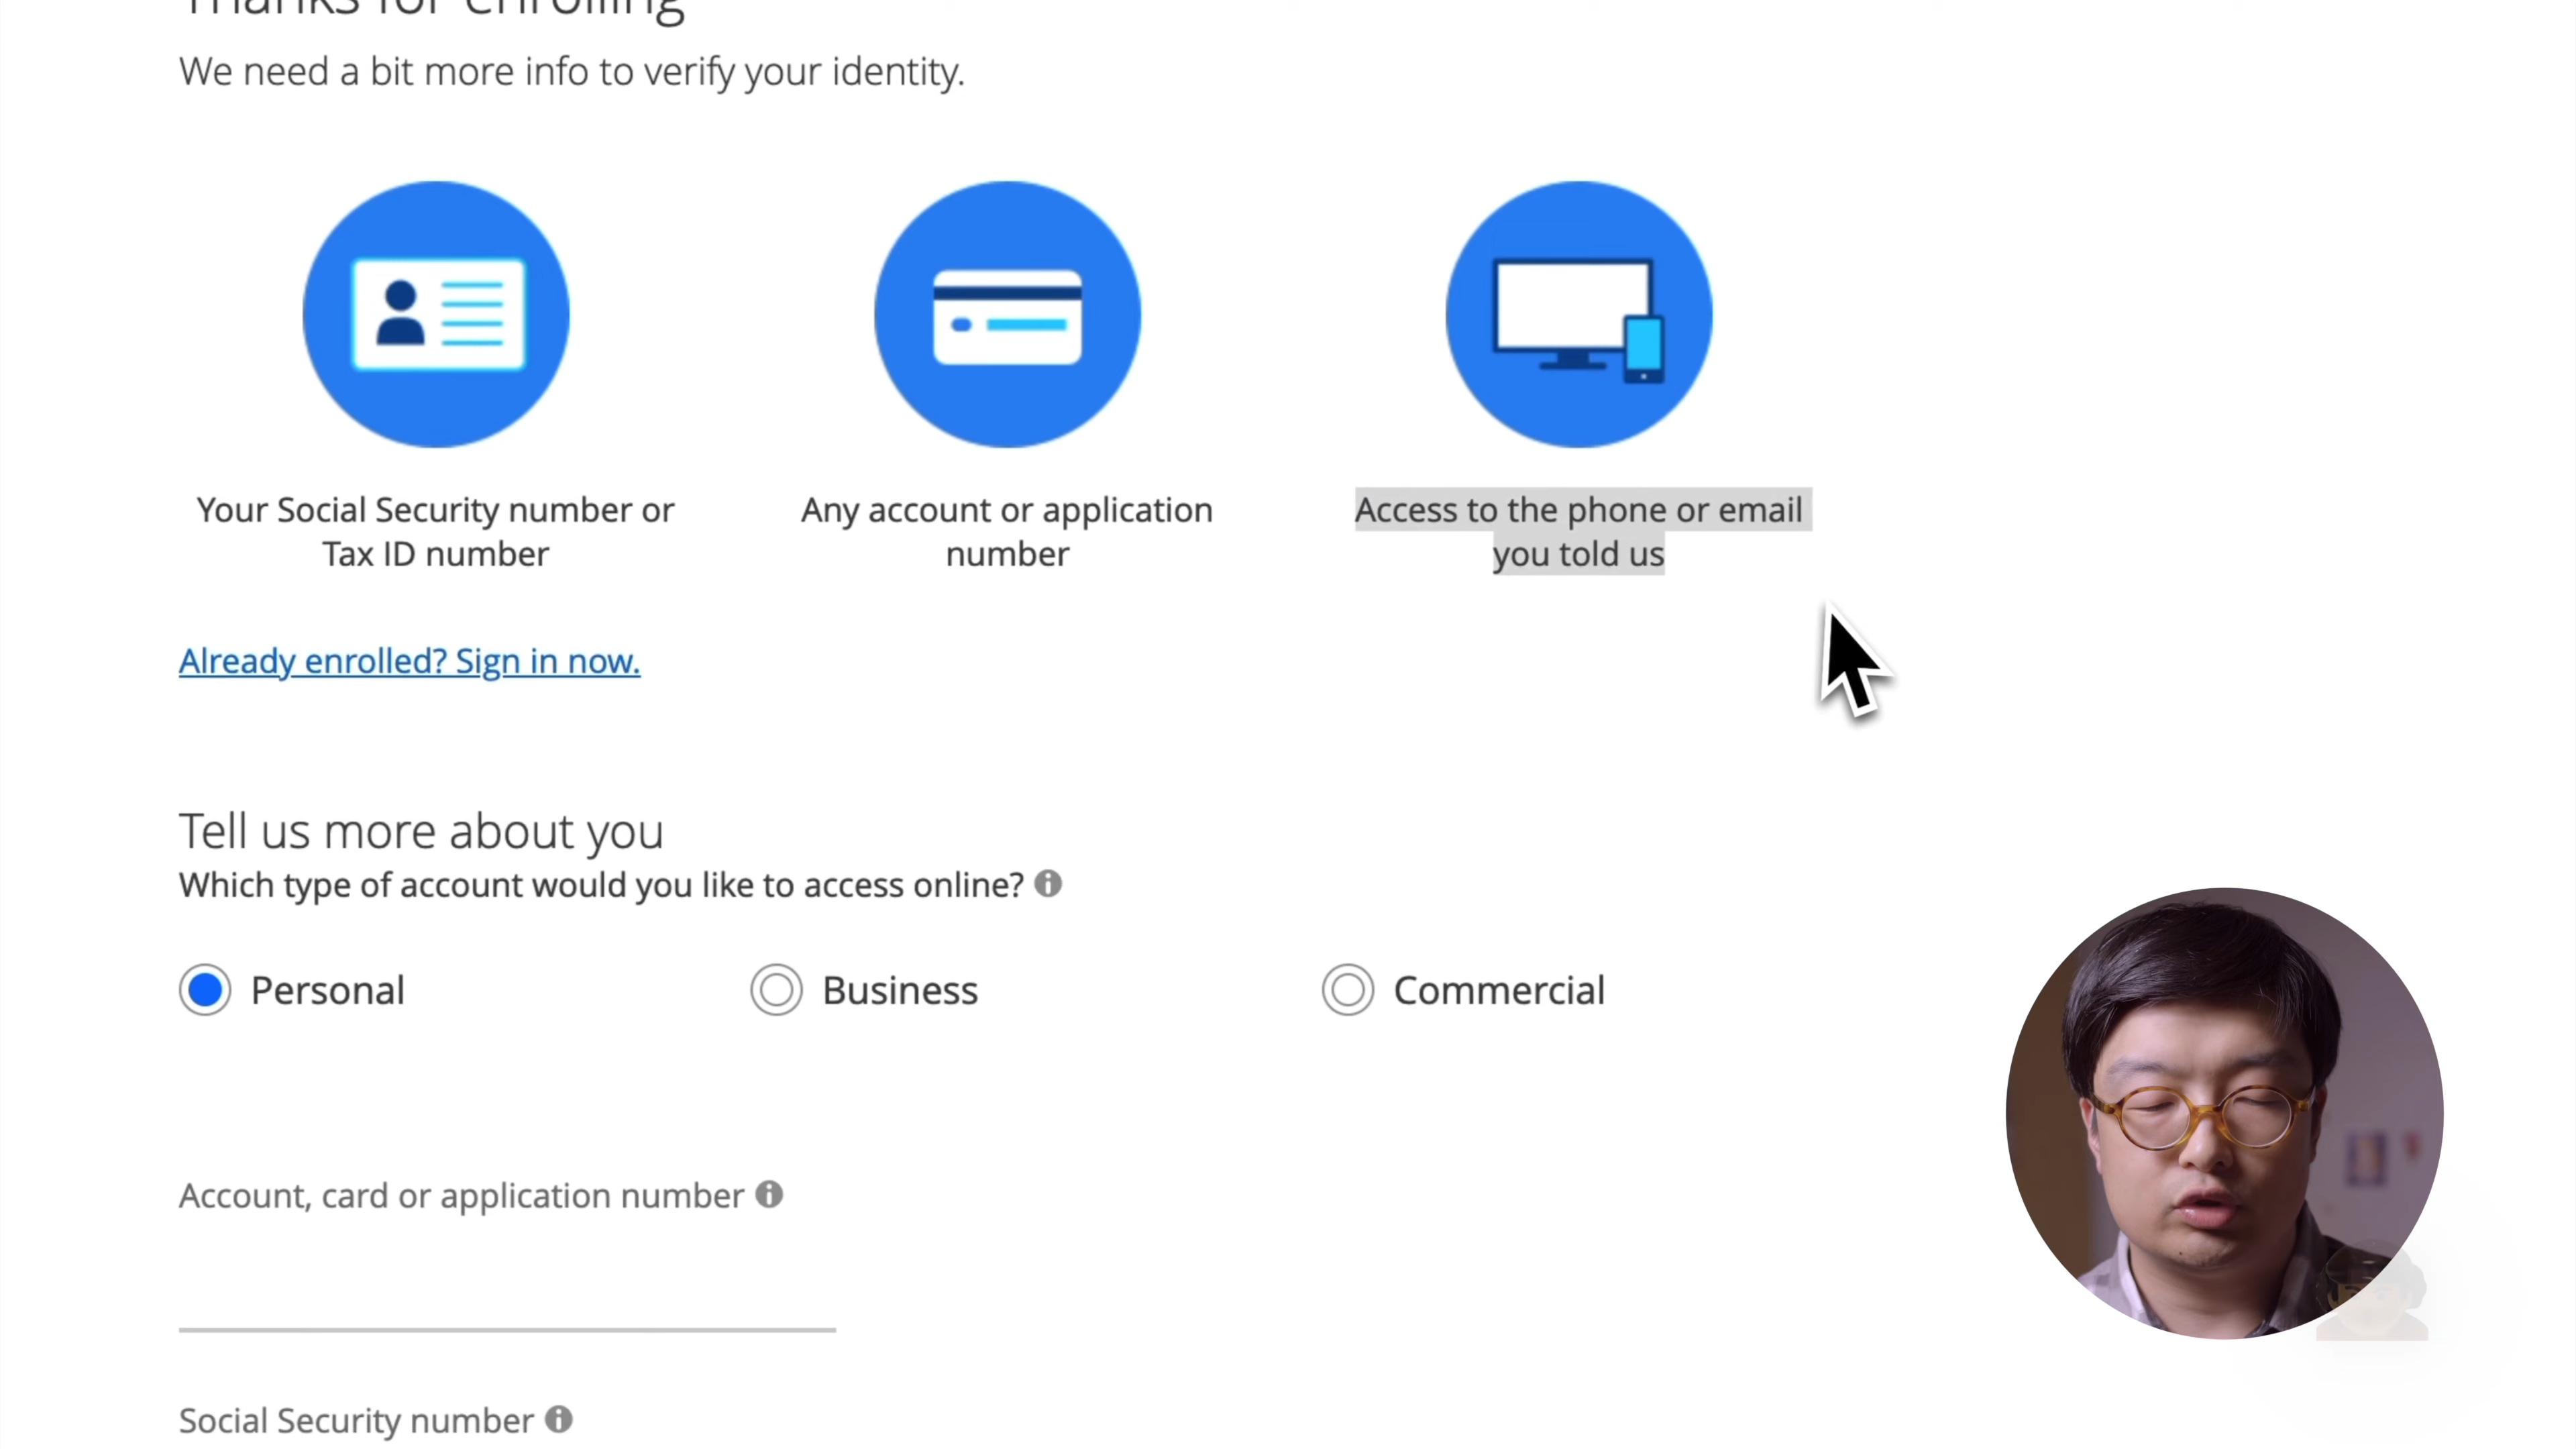 Thanks for enrolling
We need a bit more info to verify your identity.
Your Social Security number or
Tax ID number
Any account or application
number
Access to the phone or email
you told us
Already enrolled? Sign in now.
Tell us more about you
Which type of account would you like to access online?
Personal
Business
Commercial
Account, card or application number
Social Security number